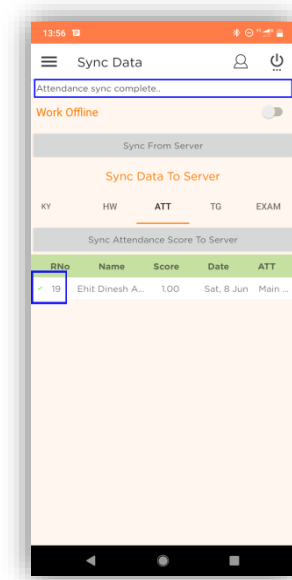 13:56
Sync Data
Attendance sync complete..
Work Offline
Sync From Server
Sync Data To Server
KY HW ATT TG EXAM
Sync Attendance Score To Server
RNo Name Score Date ATT
19 Ehit Dinesh A... 1.00 Sat, 8 Jun Main ...